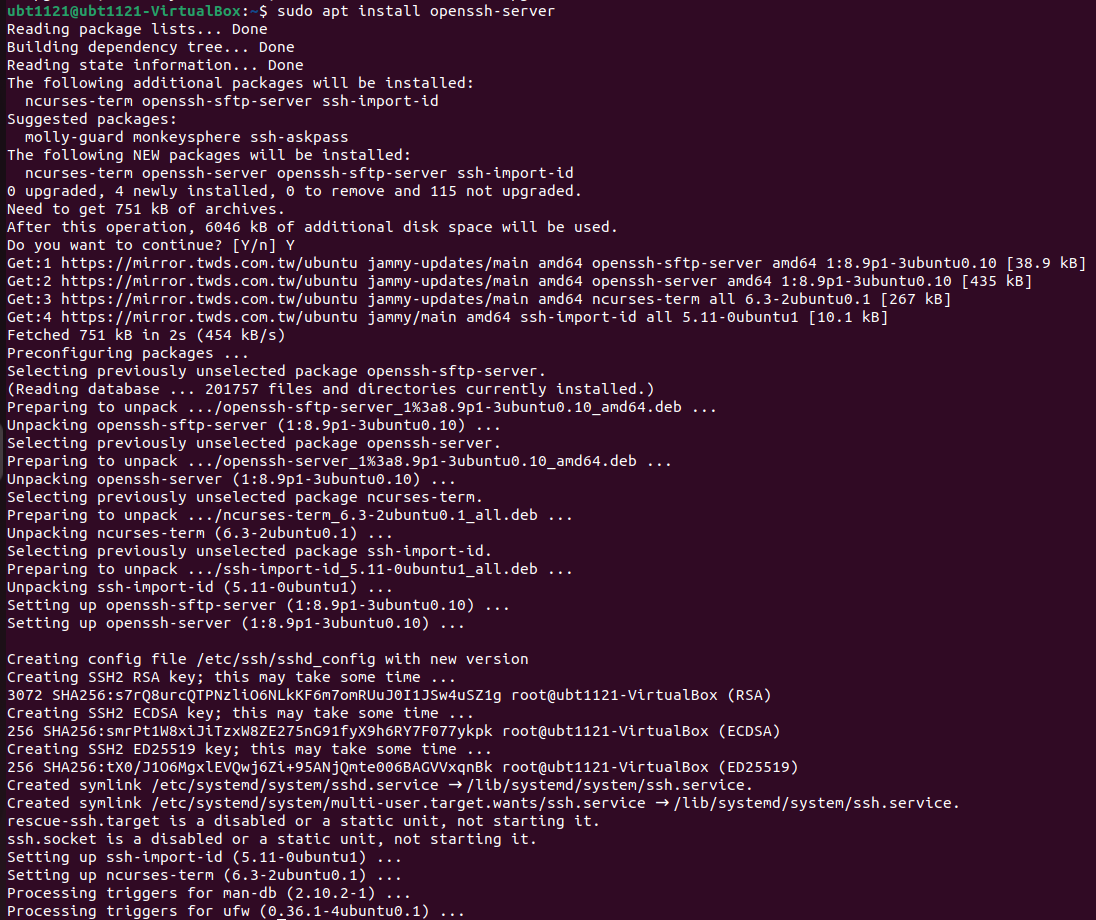 ubt1121@ubt1121-VirtualBox:~$ sudo apt install openssh-server
Reading package lists... Done
Building dependency tree... Done
Reading state information... Done
The following additional packages will be installed:
  ncurses-term openssh-sftp-server ssh-import-id
Suggested packages:
  molly-guard monkeysphere ssh-askpass
The following NEW packages will be installed:
  ncurses-term openssh-server openssh-sftp-server ssh-import-id
0 upgraded, 4 newly installed, 0 to remove and 115 not upgraded.
Need to get 751 kB of archives.
After this operation, 6046 kB of additional disk space will be used.
Do you want to continue? [Y/n] Y
Get:1 https://mirror.twds.com.tw/ubuntu jammy-updates/main amd64 openssh-sftp-server amd64 1:8.9p1-3ubuntu0.10 [38.9 kB]
Get:2 https://mirror.twds.com.tw/ubuntu jammy-updates/main amd64 openssh-server amd64 1:8.9p1-3ubuntu0.10 [435 kB]
Get:3 https://mirror.twds.com.tw/ubuntu jammy-updates/main amd64 ncurses-term all 6.3-2ubuntu0.1 [267 kB]
Get:4 https://mirror.twds.com.tw/ubuntu jammy/main amd64 ssh-import-id all 5.11-0ubuntu1 [10.1 kB]
Fetched 751 kB in 2s (454 kB/s)
Preconfiguring packages ...
Selecting previously unselected package openssh-sftp-server.
(Reading database ... 201757 files and directories currently installed.)
Preparing to unpack .../openssh-sftp-server_1%3a8.9p1-3ubuntu0.10_amd64.deb ...
Unpacking openssh-sftp-server (1:8.9p1-3ubuntu0.10) ...
Selecting previously unselected package openssh-server.
Preparing to unpack .../openssh-server_1%3a8.9p1-3ubuntu0.10_amd64.deb ...
Unpacking openssh-server (1:8.9p1-3ubuntu0.10) ...
Selecting previously unselected package ncurses-term.
Preparing to unpack .../ncurses-term_6.3-2ubuntu0.1_all.deb ...
Unpacking ncurses-term (6.3-2ubuntu0.1) ...
Selecting previously unselected package ssh-import-id.
Preparing to unpack .../ssh-import-id_5.11-0ubuntu1_all.deb ...
Unpacking ssh-import-id (5.11-0ubuntu1) ...
Setting up openssh-sftp-server (1:8.9p1-3ubuntu0.10) ...
Setting up openssh-server (1:8.9p1-3ubuntu0.10) ...

Creating config file /etc/ssh/sshd_config with new version
Creating SSH2 RSA key; this may take some time ...
3072 SHA256:s7rQ8urcQTPNzliO6NLkKF6m7omRUuJ0I1JSw4uSZ1g root@ubt1121-VirtualBox (RSA)
Creating SSH2 ECDSA key; this may take some time ...
256 SHA256:smrPt1W8xiJiTzxW8ZE275nG91fyX9h6RY7F077ykpk root@ubt1121-VirtualBox (ECDSA)
Creating SSH2 ED25519 key; this may take some time ...
256 SHA256:tX0/J1O6MgxlEVQwj6Zi+95ANjQmte006BAGVVxqnBk root@ubt1121-VirtualBox (ED25519)
Created symlink /etc/systemd/system/sshd.service → /lib/systemd/system/ssh.service.
Created symlink /etc/systemd/system/multi-user.target.wants/ssh.service → /lib/systemd/system/ssh.service.
rescue-ssh.target is a disabled or a static unit, not starting it.
ssh.socket is a disabled or a static unit, not starting it.
Setting up ssh-import-id (5.11-0ubuntu1) ...
Setting up ncurses-term (6.3-2ubuntu0.1) ...
Processing triggers for man-db (2.10.2-1) ...
Processing triggers for ufw (0.36.1-4ubuntu0.1) ...